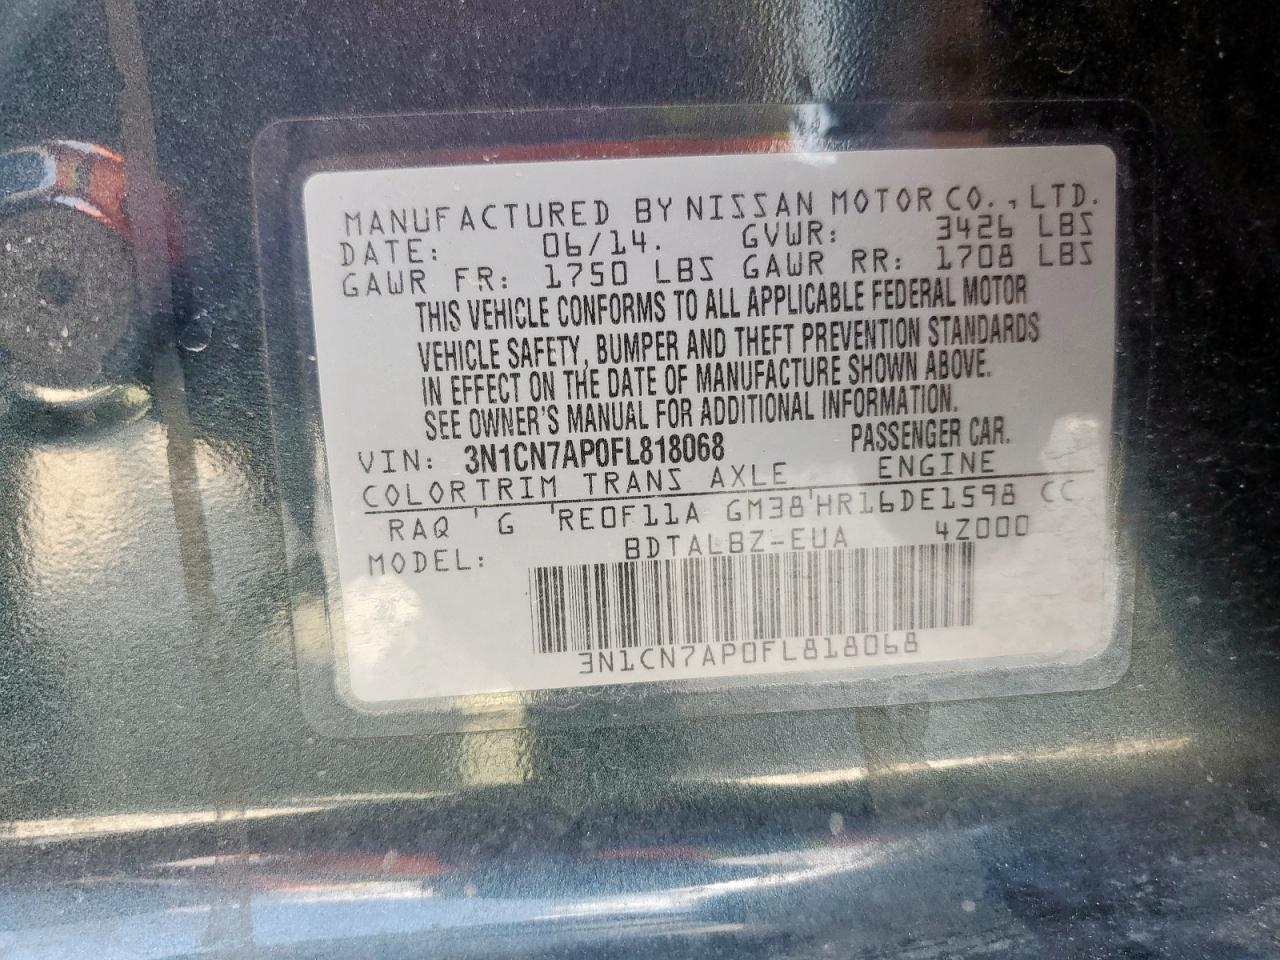 MANUFACTURED BY NISSAN MOTOR CO., LTD.
DATE: 06/14. GVWR: 3426 LBS
GAWR FR: 1750 LBS GAWR RR: 1708 LBS
THIS VEHICLE CONFORMS TO ALL APPLICABLE FEDERAL MOTOR
VEHICLE SAFETY, BUMPER AND THEFT PREVENTION STANDARDS
IN EFFECT ON THE DATE OF MANUFACTURE SHOWN ABOVE.
SEE OWNER'S MANUAL FOR ADDITIONAL INFORMATION.
VIN: 3N1CN7AP0FL818068 PASSENGER CAR.
COLOR TRIM TRANS AXLE ENGINE
RAQ ' G ' RE0F11A GM38 ' HR16DE1598 CC
MODEL: BDTALBZ-EUA 4Z000
3N1CN7AP0FL818068